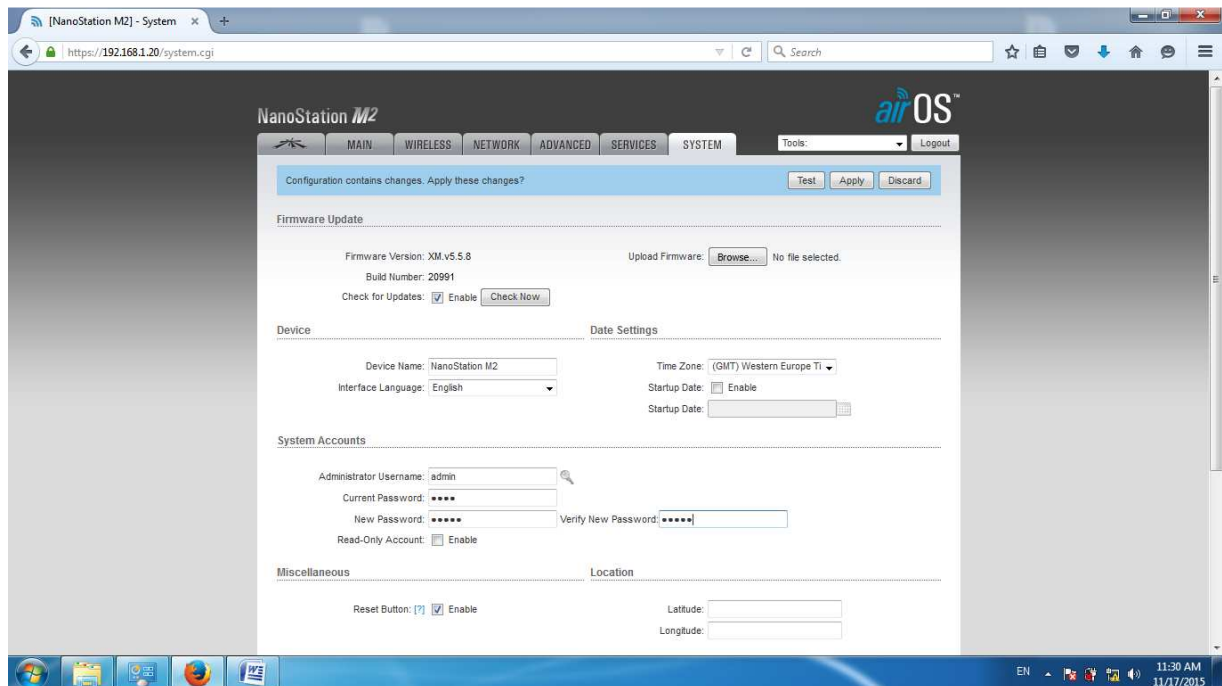 [NanoStation M2] - System
https://192.168.1.20/system.cgi
Search
NanoStation M2
airOS™
MAIN WIRELESS NETWORK ADVANCED SERVICES SYSTEM Tools: Logout
Configuration contains changes. Apply these changes? Test Apply Discard
Firmware Update
Firmware Version: XM.v5.5.8 Upload Firmware: Browse... No file selected.
Build Number: 20991
Check for Updates: Enable Check Now
Device Date Settings
Device Name: NanoStation M2 Time Zone: (GMT) Western Europe Ti
Interface Language: English Startup Date: Enable
Startup Date:
System Accounts
Administrator Username: admin
Current Password: ••••
New Password: ••••• Verify New Password: •••••
Read-Only Account: Enable
Miscellaneous Location
Reset Button: [?] Enable Latitude:
Longitude:
EN 11:30 AM
11/17/2015